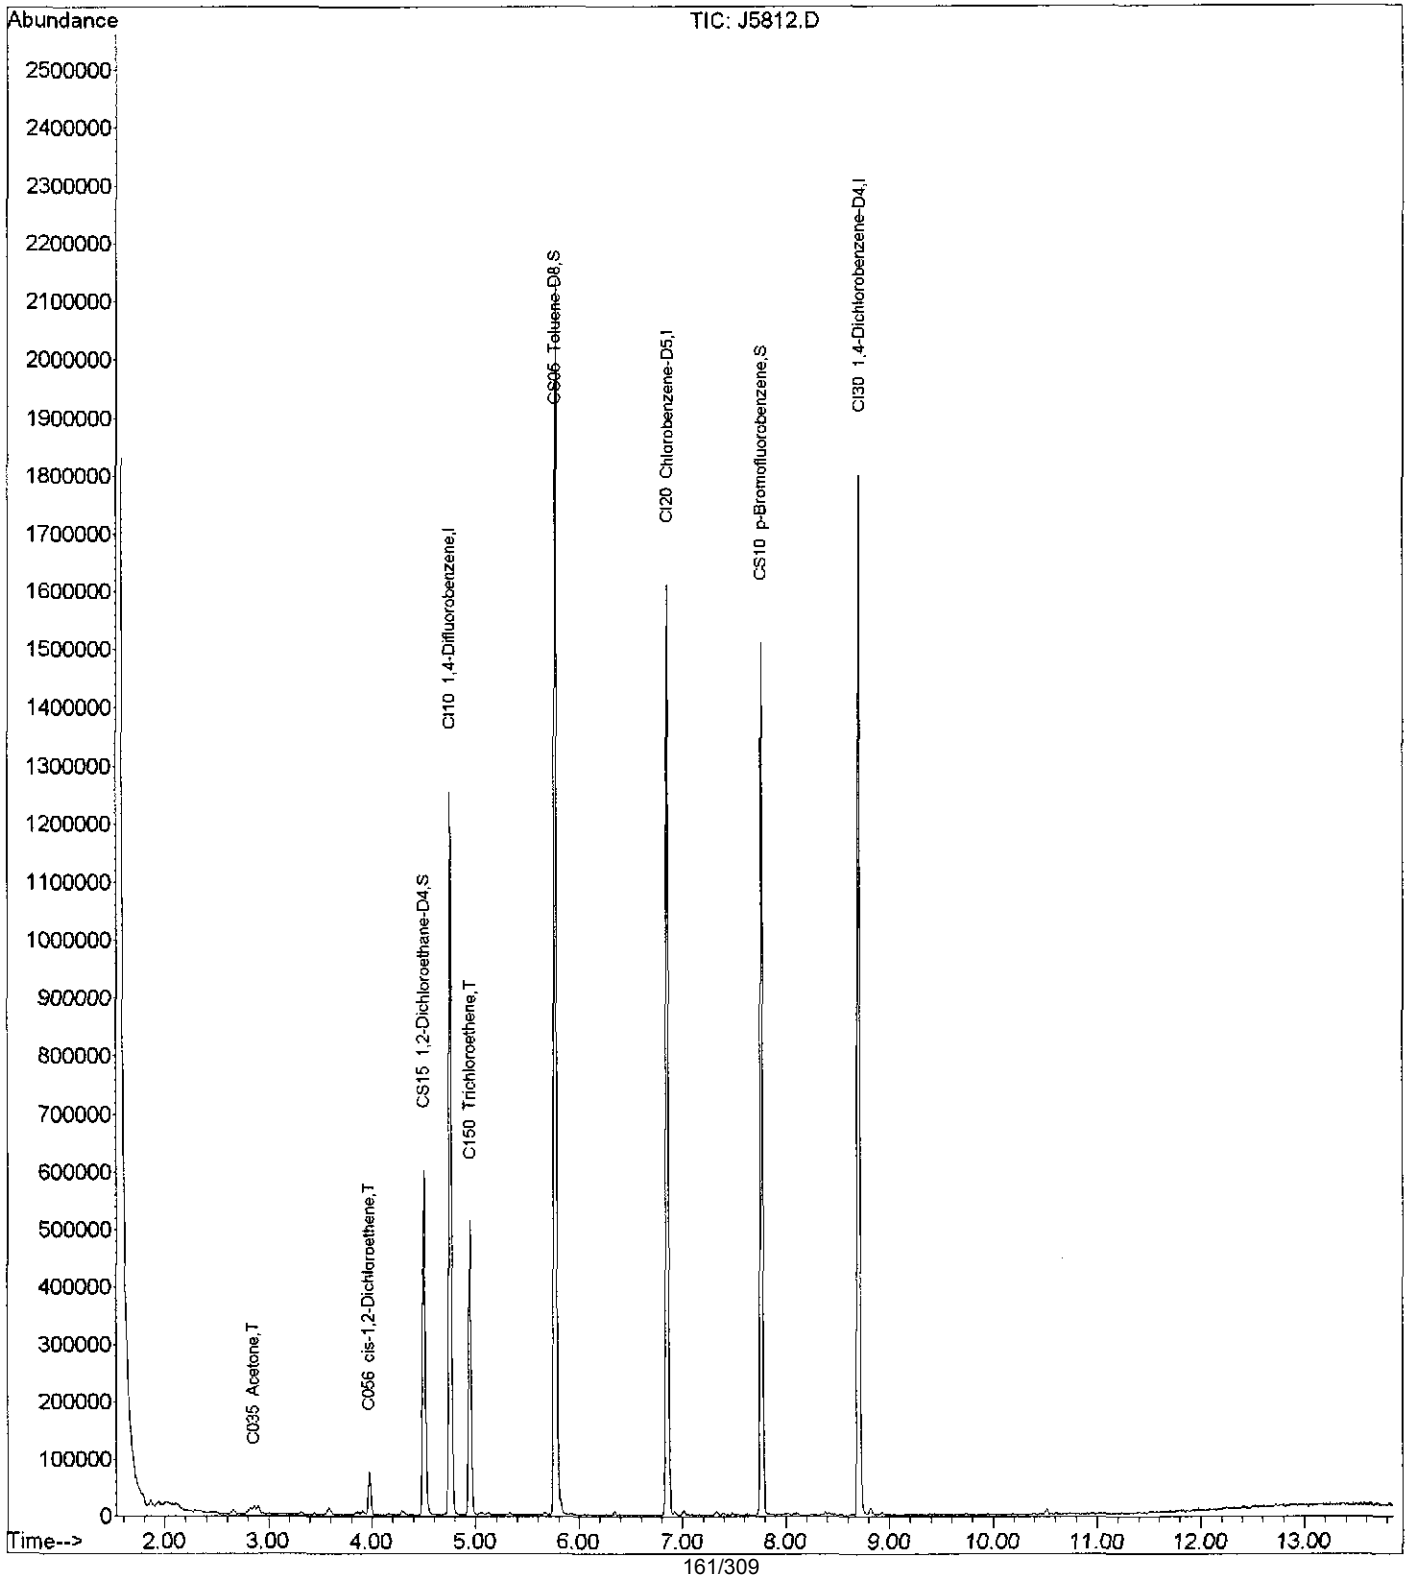 Abundance
TIC: J5812.D
2500000
2400000
2300000
2200000
2100000
2000000
1900000
1800000
1700000
1600000
1500000
1400000
1300000
1200000
1100000
1000000
900000
800000
700000
600000
500000
400000
300000
200000
100000
0
C035 Acetone,T
C056 cis-1,2-Dichloroethene,T
CS15 1,2-Dichloroethane-D4,S
CI10 1,4-Difluorobenzene,I
C150 Trichloroethene,T
CS05 Toluene-D8,S
CI20 Chlorobenzene-D5,I
CS10 p-Bromofluorobenzene,S
CI30 1,4-Dichlorobenzene-D4,I
Time--> 2.00 3.00 4.00 5.00 6.00 7.00 8.00 9.00 10.00 11.00 12.00 13.00
161/309